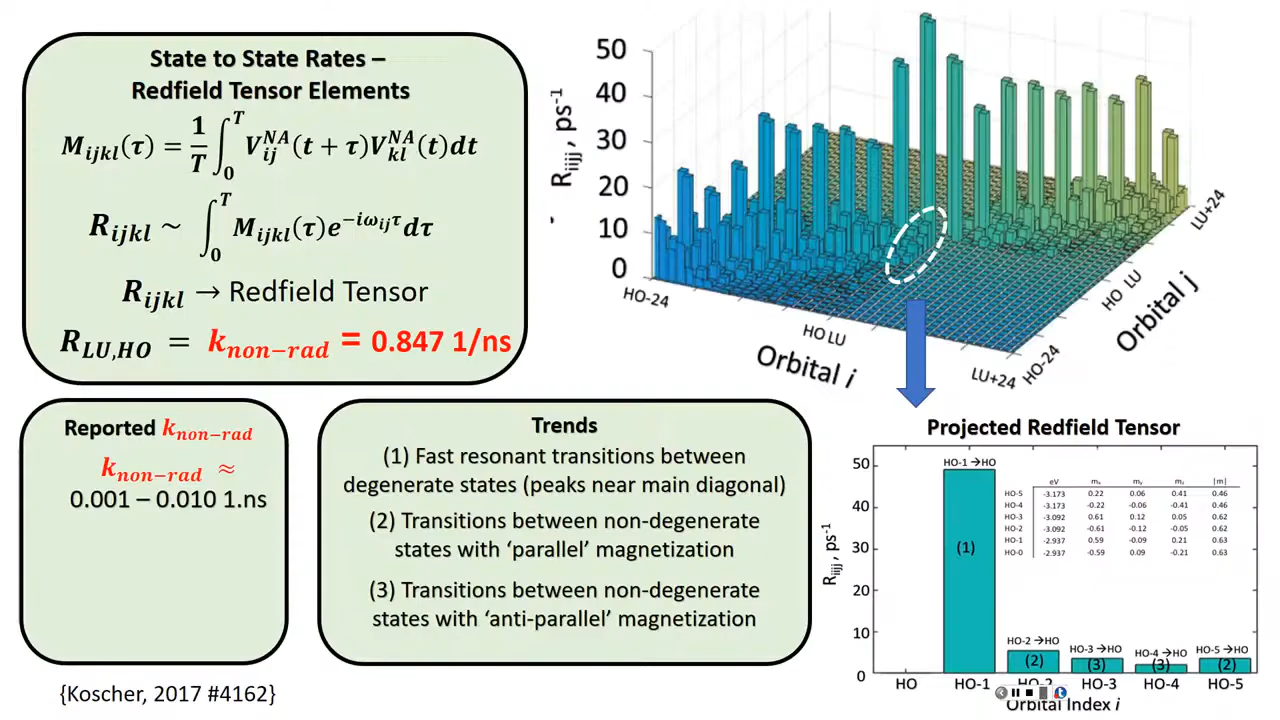 State to State Rates –
Redfield Tensor Elements
M_ijkl(τ) = 1/T ∫_0^T V_ij^NA(t + τ)V_kl^NA(t)dt
R_ijkl ~ ∫_0^T M_ijkl(τ)e^{-iω_ijτ}dτ
R_ijkl → Redfield Tensor
R_LU,HO = k_non−rad = 0.847 1/ns
Reported k_non−rad
k_non−rad ≈
0.001 – 0.010 1.ns
{Koscher, 2017 #4162}
Trends
(1) Fast resonant transitions between
degenerate states (peaks near main diagonal)
(2) Transitions between non-degenerate
states with ‘parallel’ magnetization
(3) Transitions between non-degenerate
states with ‘anti-parallel’ magnetization
R_iijj, ps^-1
50
40
30
20
10
0
HO-24
HO LU
LU+24
Orbital i
HO-24
HO LU
LU+24
Orbital j
Projected Redfield Tensor
R_iijj, ps^-1
50
40
30
20
10
0
HO-1 →HO
(1)
HO-2 →HO
(2)
HO-3 →HO
(3)
HO-4 →HO
(3)
HO-5 →HO
(2)
eV m_x m_y m_z |m|
HO-5 -3.173 0.22 0.06 0.41 0.46
HO-4 -3.173 -0.22 -0.06 -0.41 0.46
HO-3 -3.092 0.61 0.12 0.05 0.62
HO-2 -3.092 -0.61 -0.12 -0.05 0.62
HO-1 -2.937 0.59 -0.09 0.21 0.63
HO-0 -2.937 -0.59 0.09 -0.21 0.63
HO HO-1 HO-2 HO-3 HO-4 HO-5
Orbital Index i